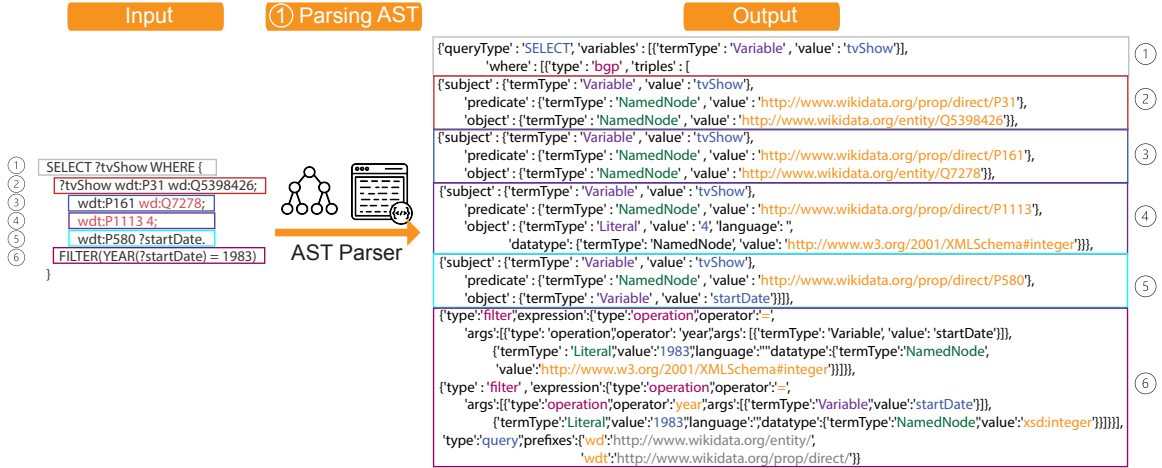 Input
① Parsing AST
Output
① SELECT ?tvShow WHERE {
② ?tvShow wdt:P31 wd:Q5398426;
③ wdt:P161 wd:Q7278;
④ wdt:P1113 4;
⑤ wdt:P580 ?startDate.
⑥ FILTER(YEAR(?startDate) = 1983)
}
</>
AST Parser
{'queryType' : 'SELECT', 'variables' : [{'termType' : 'Variable' , 'value' : 'tvShow'}],
'where' : [{'type' : 'bgp' , 'triples' : [
①
{'subject' : {'termType' : 'Variable' , 'value' : 'tvShow'},
'predicate' : {'termType' : 'NamedNode' , 'value' : 'http://www.wikidata.org/prop/direct/P31'},
'object' : {'termType' : 'NamedNode' , 'value' : 'http://www.wikidata.org/entity/Q5398426'}},
②
{'subject' : {'termType' : 'Variable' , 'value' : 'tvShow'},
'predicate' : {'termType' : 'NamedNode' , 'value' : 'http://www.wikidata.org/prop/direct/P161'},
'object' : {'termType' : 'NamedNode' , 'value' : 'http://www.wikidata.org/entity/Q7278'}},
③
{'subject' : {'termType' : 'Variable' , 'value' : 'tvShow'},
'predicate' : {'termType' : 'NamedNode' , 'value' : 'http://www.wikidata.org/prop/direct/P1113'},
'object' : {'termType' : 'Literal' , 'value' : '4', 'language' : '',
'datatype': {'termType': 'NamedNode', 'value': 'http://www.w3.org/2001/XMLSchema#integer'}}},
④
{'subject' : {'termType' : 'Variable' , 'value' : 'tvShow'},
'predicate' : {'termType' : 'NamedNode' , 'value' : 'http://www.wikidata.org/prop/direct/P580'},
'object' : {'termType' : 'Variable' , 'value' : 'startDate'}}]},
⑤
{'type':'filter','expression':{'type':'operation','operator':'=',
'args':[{'type': 'operation','operator': 'year','args': [{'termType': 'Variable', 'value': 'startDate'}]},
{'termType' : 'Literal','value':'1983','language':'''datatype':{'termType':'NamedNode',
'value':'http://www.w3.org/2001/XMLSchema#integer'}}]}},
{'type' : 'filter' , 'expression':{'type':'operation','operator':'=',
'args':[{'type':'operation','operator':'year','args':[{'termType':'Variable','value':'startDate'}]},
{'termType':'Literal','value':'1983','language':'','datatype':{'termType':'NamedNode','value':'xsd:integer'}}]}}],
'type':'query','prefixes':{'wd':'http://www.wikidata.org/entity/',
'wdt':'http://www.wikidata.org/prop/direct/'}}
⑥